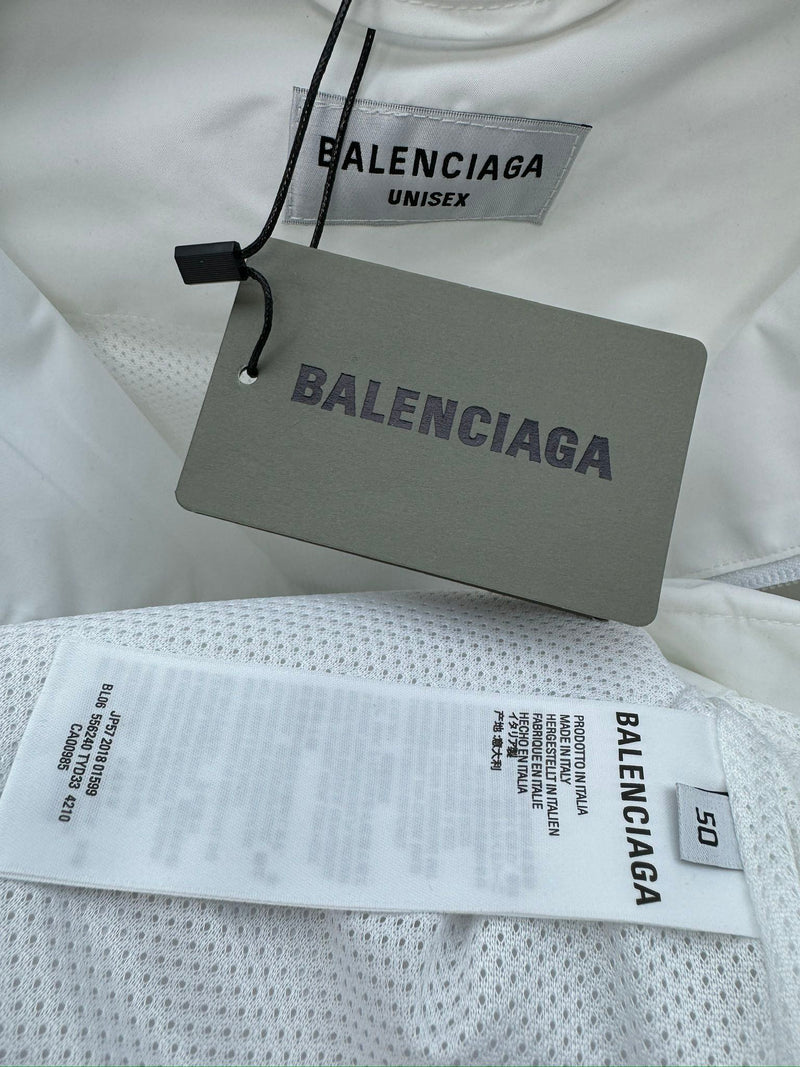 BALENCIAGA
UNISEX
BALENCIAGA
BALENCIAGA
50
PRODOTTO IN ITALIA
MADE IN ITALY
HERGESTELLT IN ITALIEN
FABRIQUE EN ITALIE
HECHO EN ITALIA
イタリア製
产地:意大利
JP57 2018 01599
BL06 556240 TYD33 4210
CA00985